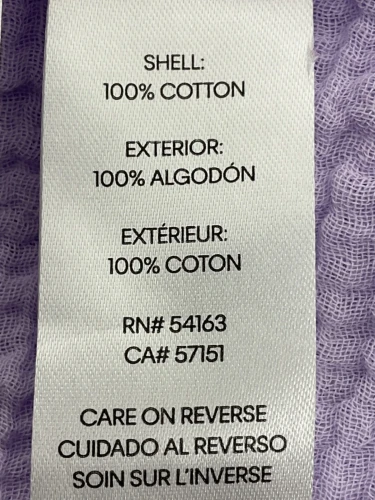 SHELL:
100% COTTON
EXTERIOR:
100% ALGODÓN
EXTÉRIEUR:
100% COTON
RN# 54163
CA# 57151
CARE ON REVERSE
CUIDADO AL REVERSO
SOIN SUR L'INVERSE